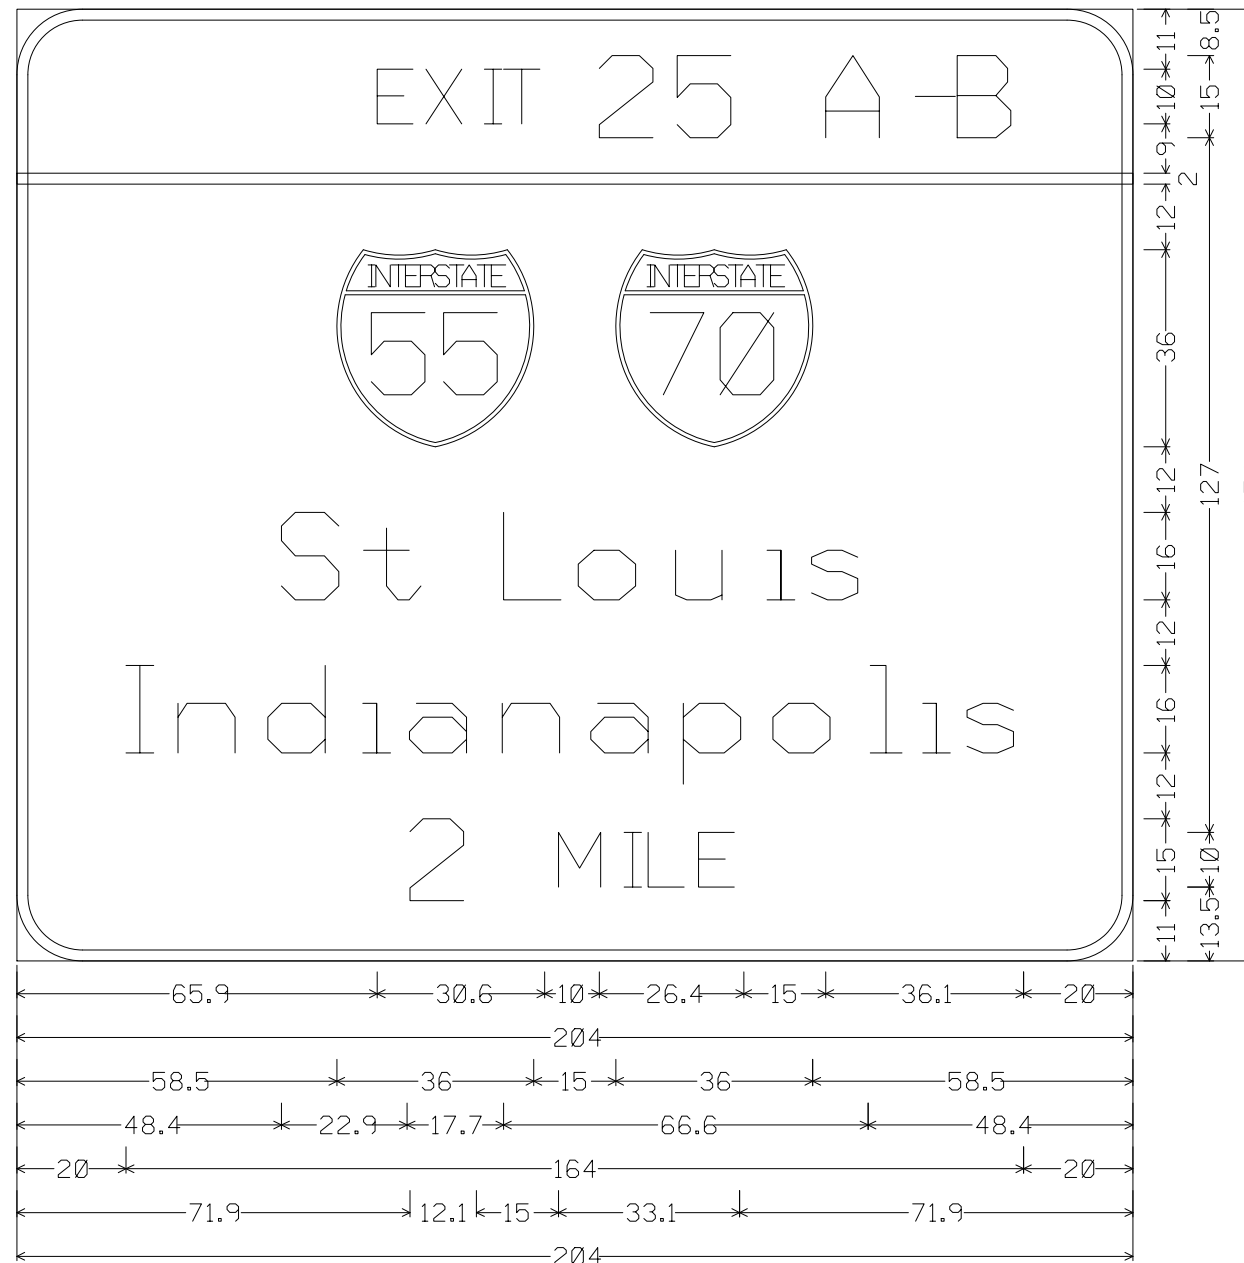 EXIT 25 A-B
INTERSTATE INTERSTATE
55 70
St Louis
Indianapolis
2 MILE
11 10 9 2 12 36 12 16 12 16 12 15 11
8.5 15 127 10 13.5
65.9 30.6 10 26.4 15 36.1 20
204
58.5 36 15 36 58.5
48.4 22.9 17.7 66.6 48.4
20 164 20
71.9 12.1 15 33.1 71.9
204